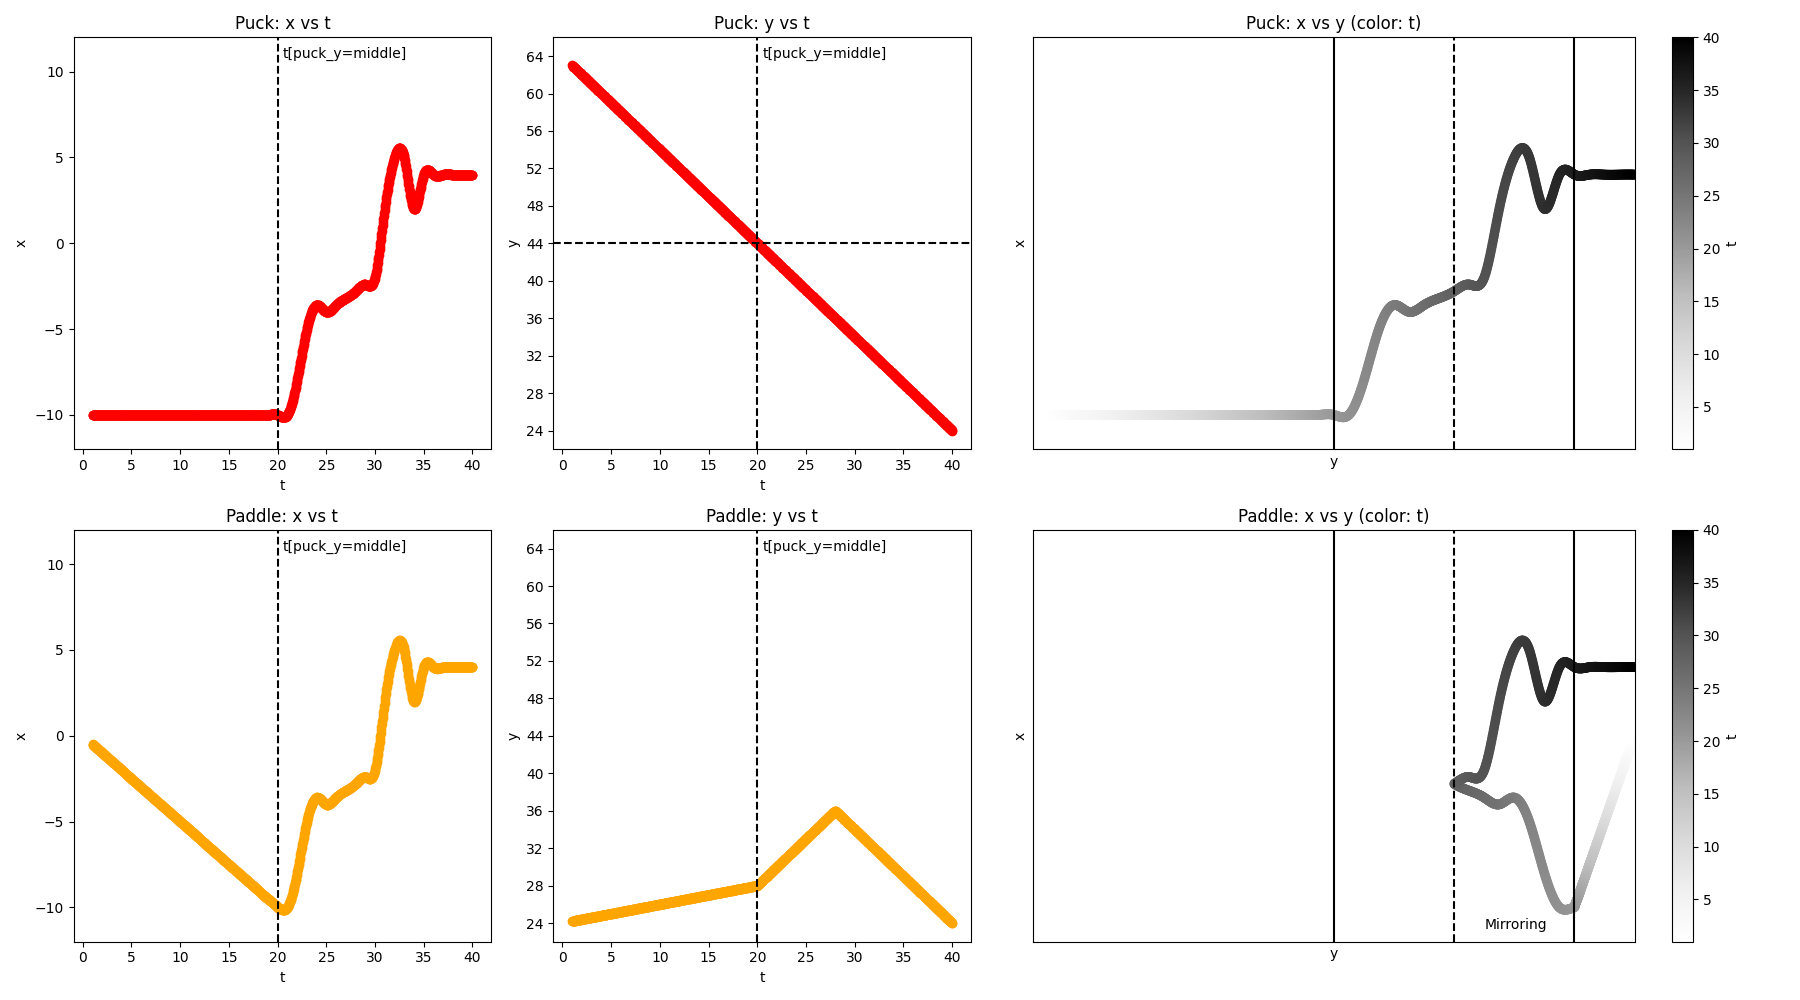 Puck: x vs t
t[puck_y=middle]
x
10
5
0
−5
−10
0 5 10 15 20 25 30 35 40
t
Puck: y vs t
t[puck_y=middle]
y
64
60
56
52
48
44
40
36
32
28
24
0 5 10 15 20 25 30 35 40
t
Puck: x vs y (color: t)
x
y
40
35
30
25
20
15
10
5
t
Paddle: x vs t
t[puck_y=middle]
x
10
5
0
−5
−10
0 5 10 15 20 25 30 35 40
t
Paddle: y vs t
t[puck_y=middle]
y
64
60
56
52
48
44
40
36
32
28
24
0 5 10 15 20 25 30 35 40
t
Paddle: x vs y (color: t)
x
Mirroring
y
40
35
30
25
20
15
10
5
t